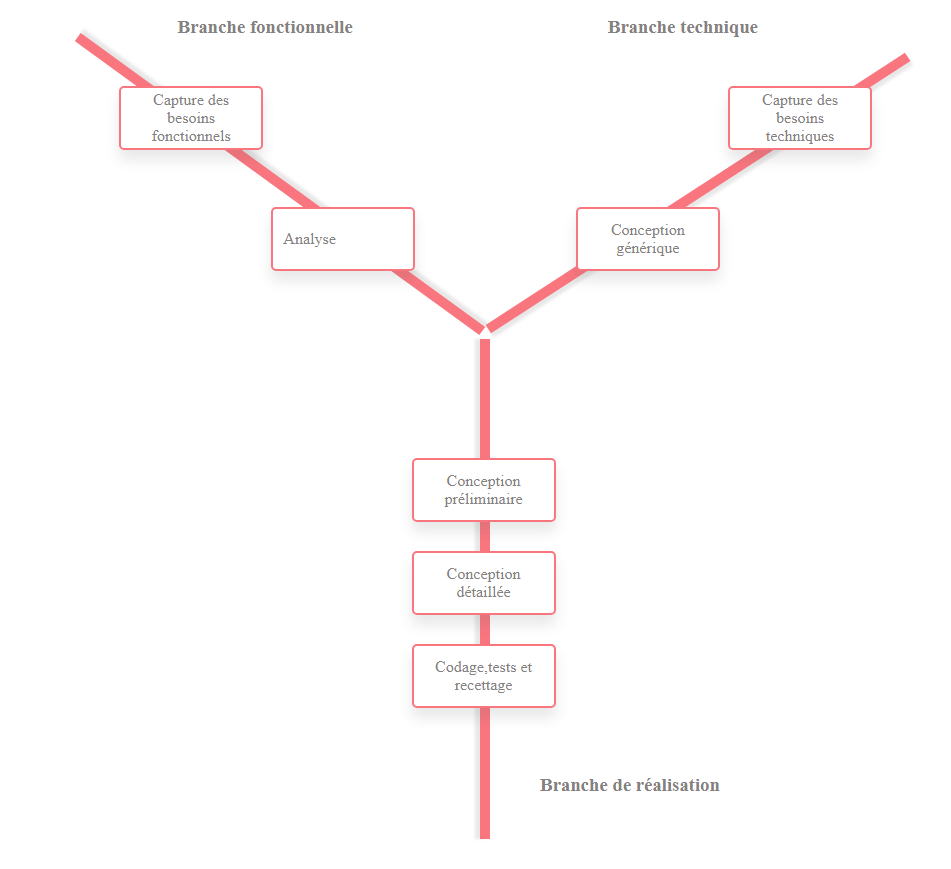 Branche fonctionnelle
Branche technique
Capture des
besoins
fonctionnels
Capture des
besoins
techniques
Analyse
Conception
générique
Conception
préliminaire
Conception
détaillée
Codage,tests et
recettage
Branche de réalisation